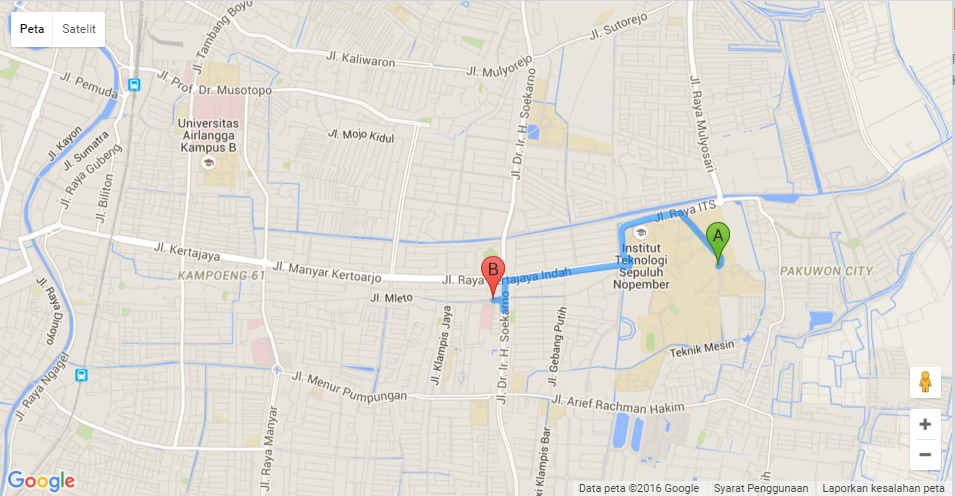 Peta
Satelit
Jl. Tambang Boyo
Jl. Sutorejo
Jl. Kaliwaron
Jl. Mulyorejo
Jl. Pemuda
Jl. Prof. Dr. Musotopo
Jl. Raya Mulyosari
Jl. Dr. Ir. H. Soekarno
Universitas
Airlangga
Kampus B
Jl. Mojo Kidul
Jl. Kayon
Jl. Sumatra
Jl. Raya Gubeng
Jl. Biliton
Jl. Raya ITS
A
Jl. Kertajaya
KAMPOENG 61
Jl. Manyar Kertoarjo
B
Jl. Raya Kertajaya Indah
Institut
Teknologi
Sepuluh
Nopember
PAKUWON CITY
Jl. Mleto
Jl. Raya Dinoyo
Jl. Klampis Jaya
Jl. Dr. Ir. H. Soekarno
Jl. Gebang Putih
Teknik Mesin
Jl. Raya Ngagel
Jl. Menur Pumpungan
Jl. Arief Rachman Hakim
Jl. Raya Manyar
xi Klampis Bar.
ih
+
−
Google
Data peta ©2016 Google
Syarat Penggunaan
Laporkan kesalahan peta